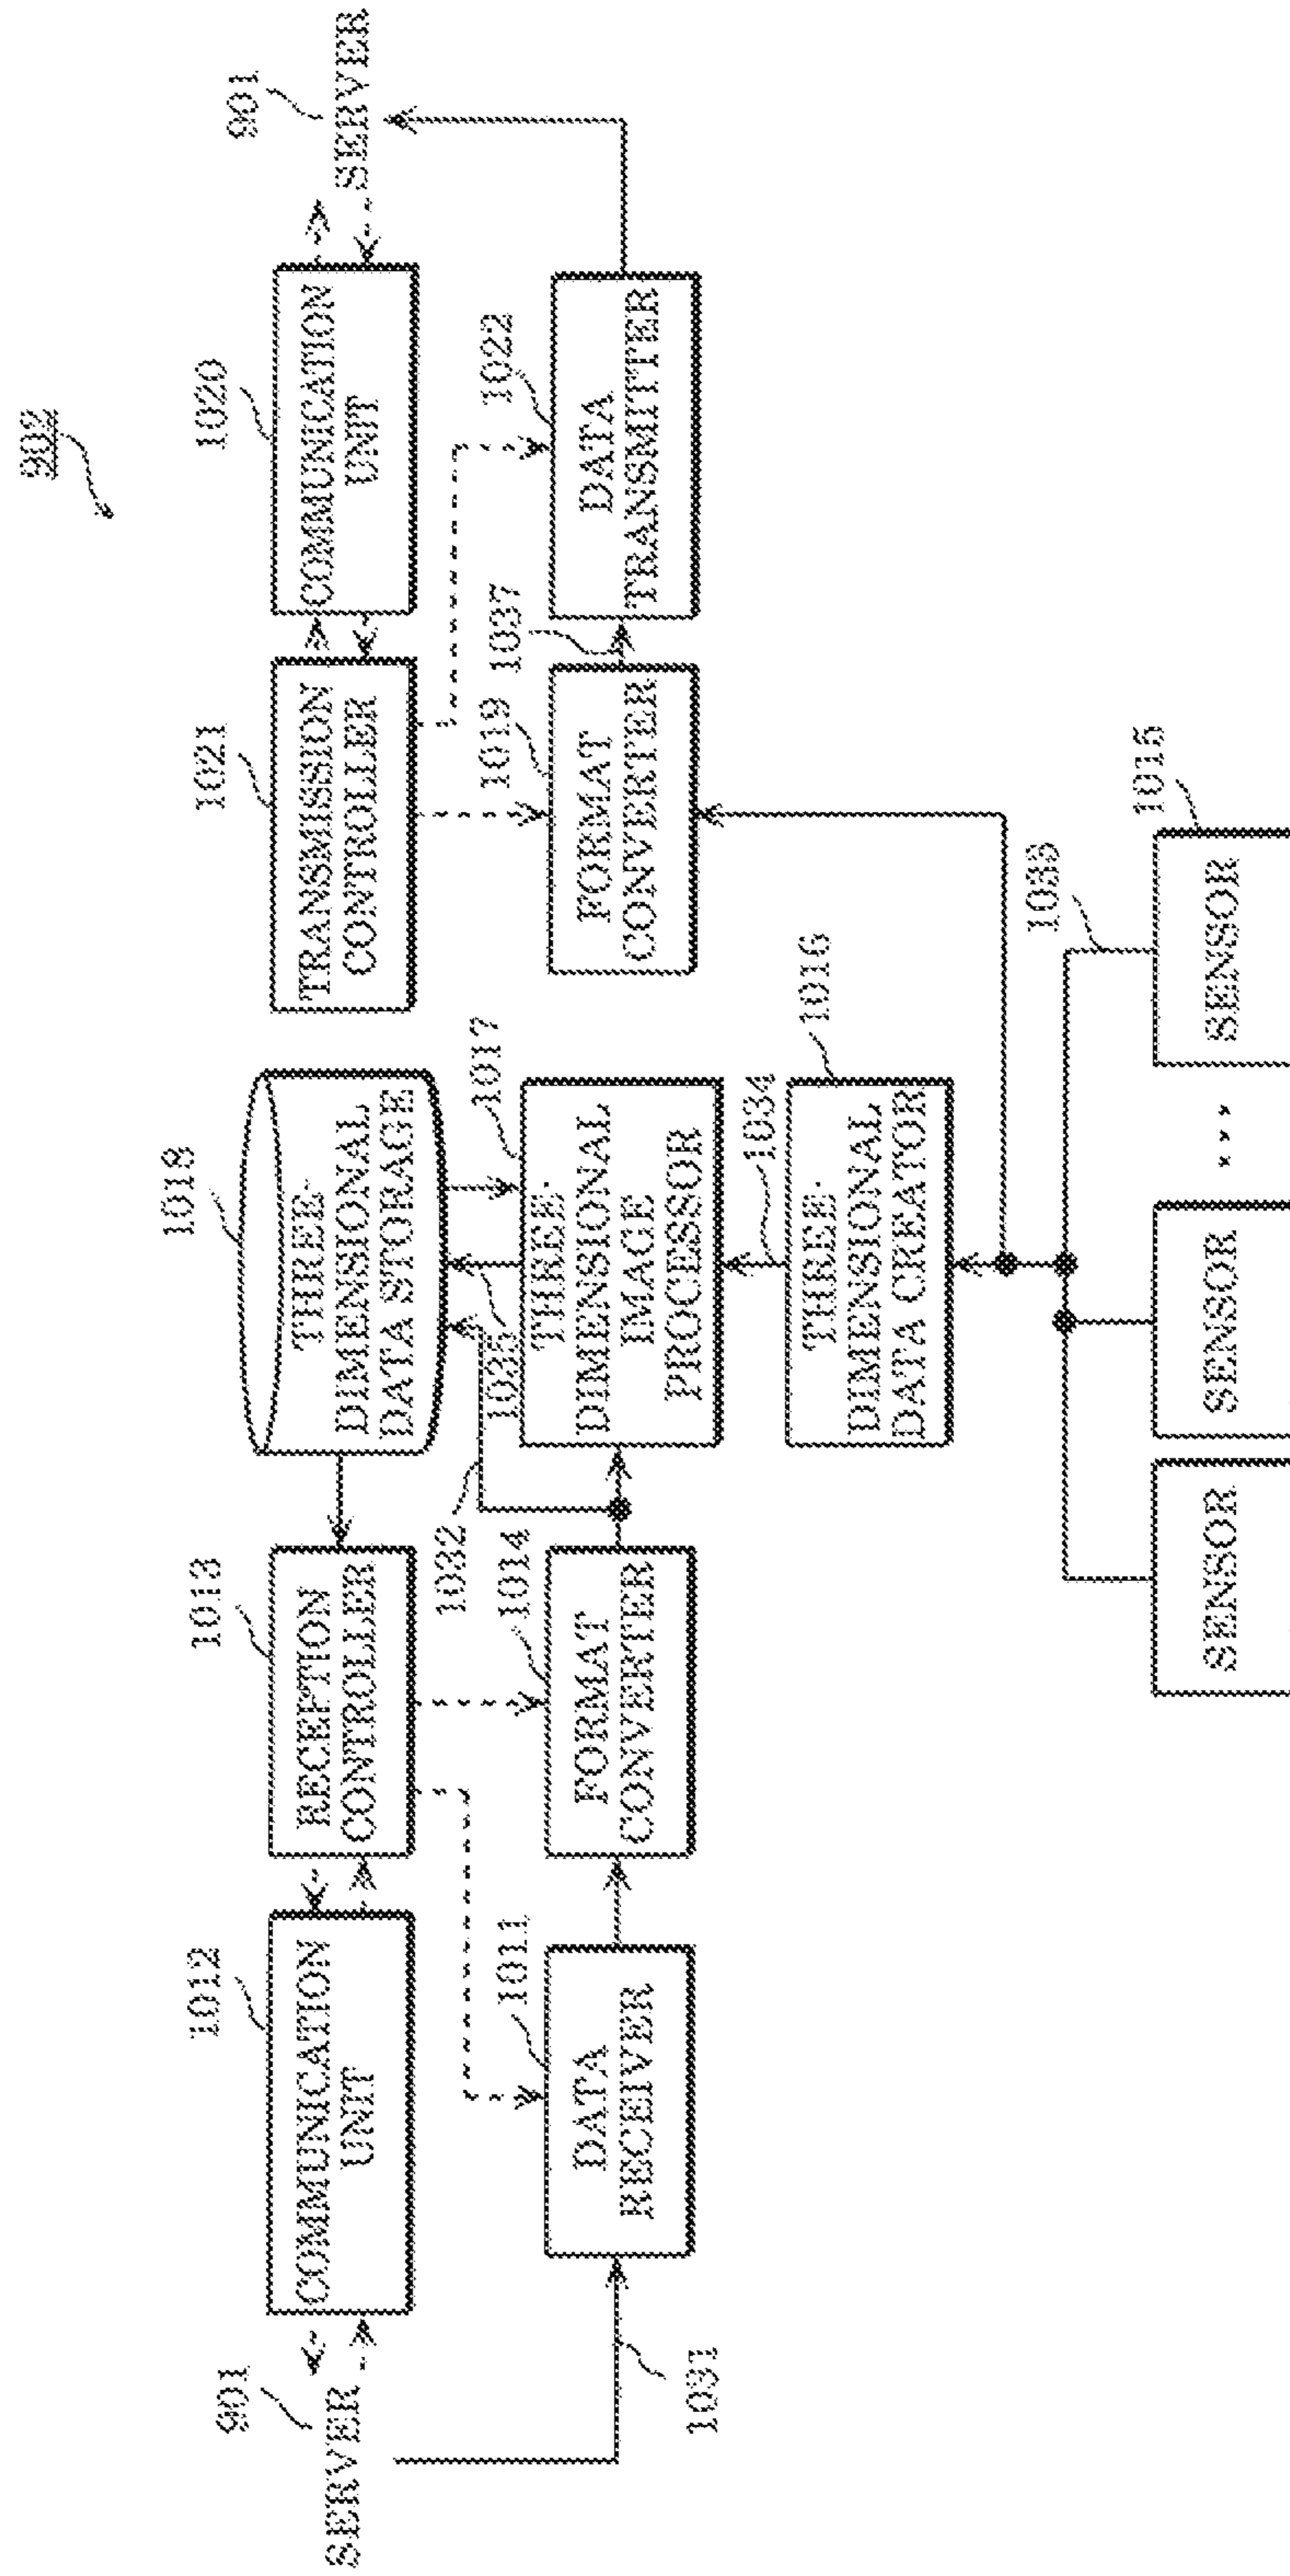 902
901
SERVER
1012
COMMUNICATION
UNIT
1013
RECEPTION
CONTROLLER
1018
THREE-
DIMENSIONAL
DATA STORAGE
1021
TRANSMISSION
CONTROLLER
1020
COMMUNICATION
UNIT
901
SERVER
1031
1011
DATA
RECEIVER
1014
FORMAT
CONVERTER
1032
1035
1017
THREE-
DIMENSIONAL
IMAGE
PROCESSOR
1019
FORMAT
CONVERTER
1037
1022
DATA
TRANSMITTER
1034
1016
THREE-
DIMENSIONAL
DATA CREATOR
1033
1015
SENSOR
SENSOR
...
SENSOR